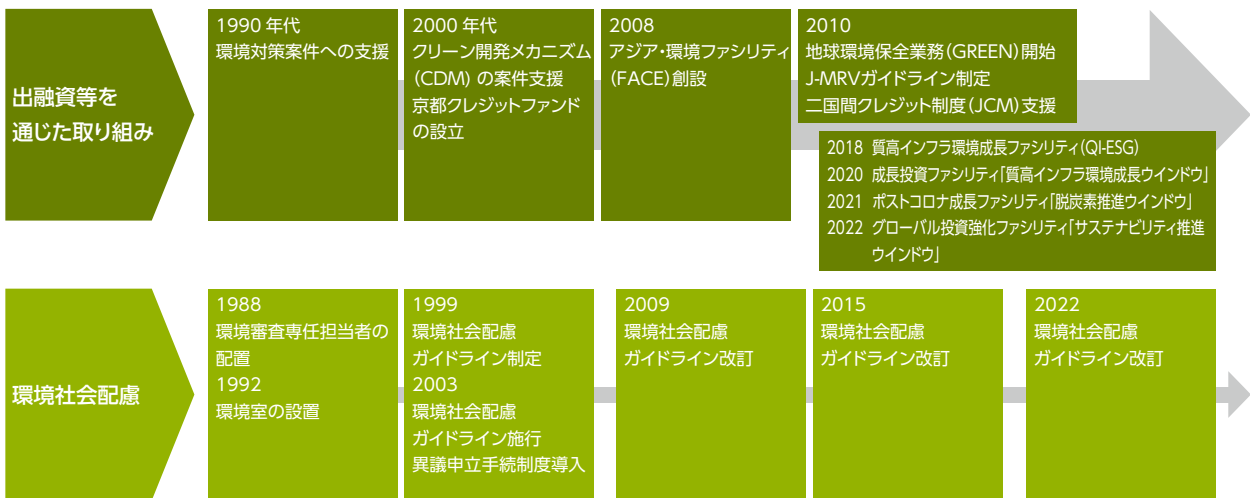 出融資等を
通じた取り組み
1990 年代
環境対策案件への支援
2000 年代
クリーン開発メカニズム
(CDM) の案件支援
京都クレジットファンド
の設立
2008
アジア・環境ファシリティ
(FACE)創設
2010
地球環境保全業務(GREEN)開始
J-MRVガイドライン制定
二国間クレジット制度(JCM)支援
2018 質高インフラ環境成長ファシリティ(QI-ESG)
2020 成長投資ファシリティ「質高インフラ環境成長ウインドウ」
2021 ポストコロナ成長ファシリティ「脱炭素推進ウインドウ」
2022 グローバル投資強化ファシリティ「サステナビリティ推進
ウインドウ」
環境社会配慮
1988
環境審査専任担当者の
配置
1992
環境室の設置
1999
環境社会配慮
ガイドライン制定
2003
環境社会配慮
ガイドライン施行
異議申立手続制度導入
2009
環境社会配慮
ガイドライン改訂
2015
環境社会配慮
ガイドライン改訂
2022
環境社会配慮
ガイドライン改訂